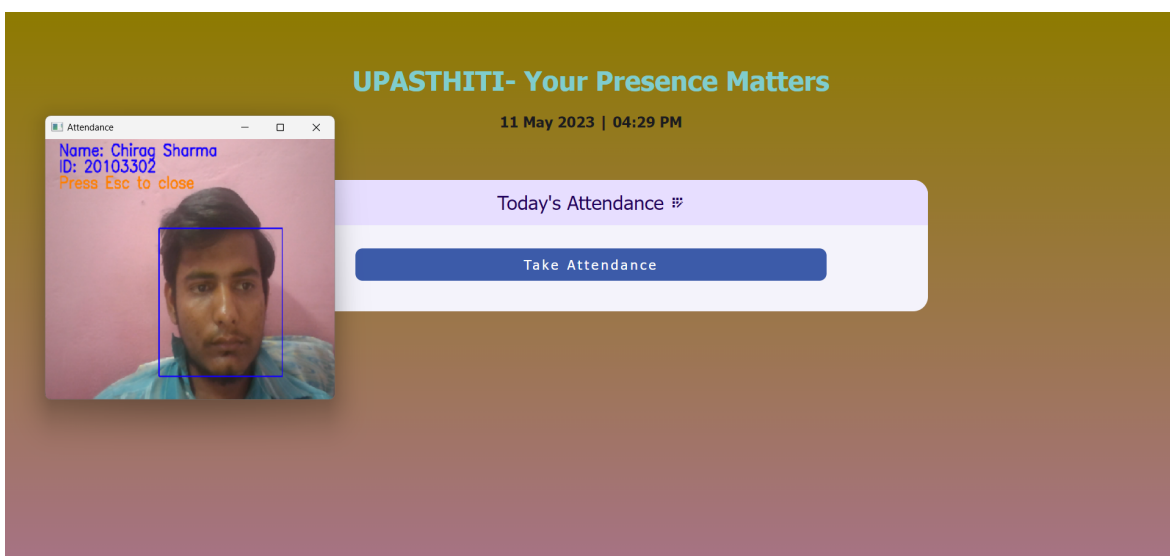 UPASTHITI- Your Presence Matters
11 May 2023 | 04:29 PM
Attendance
Name: Chirag Sharma
ID: 20103302
Press Esc to close
Today's Attendance
Take Attendance